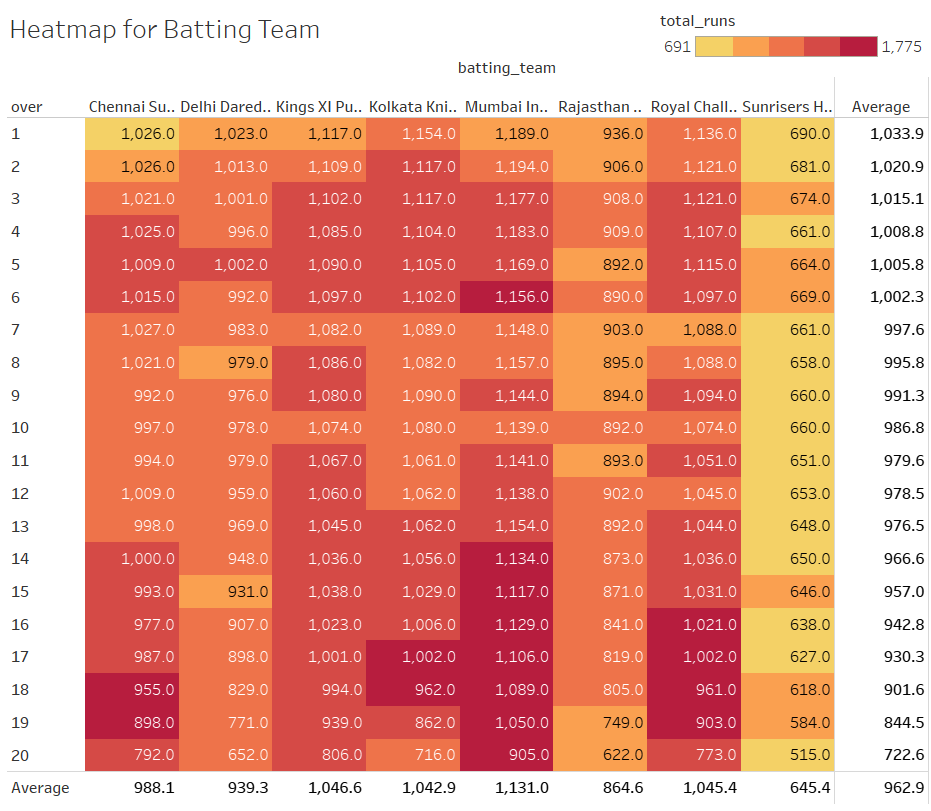 Heatmap for Batting Team
total_runs
691 1,775
batting_team
over Chennai Su.. Delhi Dared.. Kings XI Pu.. Kolkata Kni.. Mumbai In.. Rajasthan .. Royal Chall.. Sunrisers H.. Average
1 1,026.0 1,023.0 1,117.0 1,154.0 1,189.0 936.0 1,136.0 690.0 1,033.9
2 1,026.0 1,013.0 1,109.0 1,117.0 1,194.0 906.0 1,121.0 681.0 1,020.9
3 1,021.0 1,001.0 1,102.0 1,117.0 1,177.0 908.0 1,121.0 674.0 1,015.1
4 1,025.0 996.0 1,085.0 1,104.0 1,183.0 909.0 1,107.0 661.0 1,008.8
5 1,009.0 1,002.0 1,090.0 1,105.0 1,169.0 892.0 1,115.0 664.0 1,005.8
6 1,015.0 992.0 1,097.0 1,102.0 1,156.0 890.0 1,097.0 669.0 1,002.3
7 1,027.0 983.0 1,082.0 1,089.0 1,148.0 903.0 1,088.0 661.0 997.6
8 1,021.0 979.0 1,086.0 1,082.0 1,157.0 895.0 1,088.0 658.0 995.8
9 992.0 976.0 1,080.0 1,090.0 1,144.0 894.0 1,094.0 660.0 991.3
10 997.0 978.0 1,074.0 1,080.0 1,139.0 892.0 1,074.0 660.0 986.8
11 994.0 979.0 1,067.0 1,061.0 1,141.0 893.0 1,051.0 651.0 979.6
12 1,009.0 959.0 1,060.0 1,062.0 1,138.0 902.0 1,045.0 653.0 978.5
13 998.0 969.0 1,045.0 1,062.0 1,154.0 892.0 1,044.0 648.0 976.5
14 1,000.0 948.0 1,036.0 1,056.0 1,134.0 873.0 1,036.0 650.0 966.6
15 993.0 931.0 1,038.0 1,029.0 1,117.0 871.0 1,031.0 646.0 957.0
16 977.0 907.0 1,023.0 1,006.0 1,129.0 841.0 1,021.0 638.0 942.8
17 987.0 898.0 1,001.0 1,002.0 1,106.0 819.0 1,002.0 627.0 930.3
18 955.0 829.0 994.0 962.0 1,089.0 805.0 961.0 618.0 901.6
19 898.0 771.0 939.0 862.0 1,050.0 749.0 903.0 584.0 844.5
20 792.0 652.0 806.0 716.0 905.0 622.0 773.0 515.0 722.6
Average 988.1 939.3 1,046.6 1,042.9 1,131.0 864.6 1,045.4 645.4 962.9